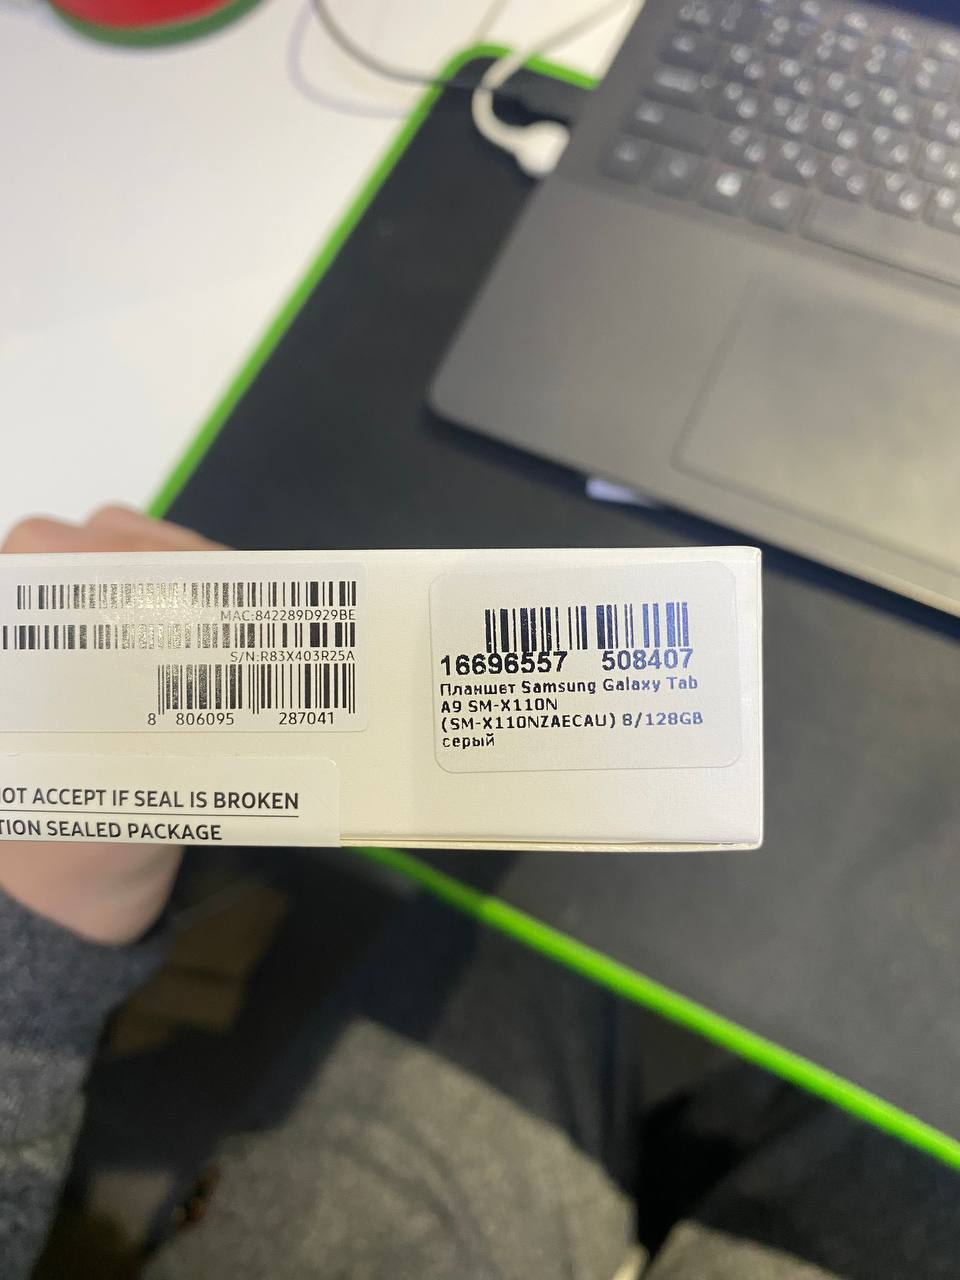 MAC:842289D929BE
S/N:R83X403R25A
8 806095 287041
OT ACCEPT IF SEAL IS BROKEN
TION SEALED PACKAGE
16696557 508407
Планшет Samsung Galaxy Tab
A9 SM-X110N
(SM-X110NZAECAU) 8/128GB
серый